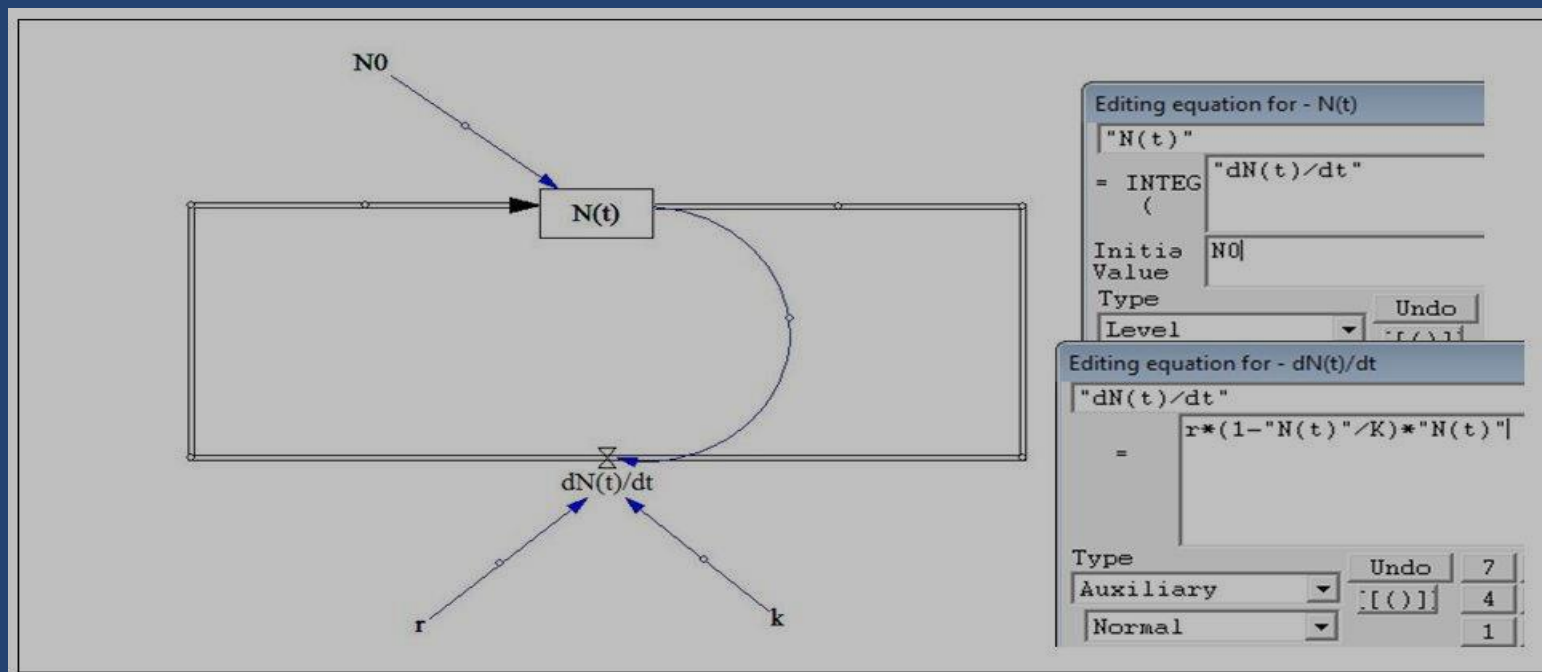 N0
N(t)
dN(t)/dt
r
k
Editing equation for - N(t)
"N(t)"
= INTEG
(
"dN(t)/dt"
Initia
Value
N0
Type
Undo
Level
Editing equation for - dN(t)/dt
"dN(t)/dt"
=
r*(1-"N(t)"/K)*"N(t)"
Type
Undo
7
Auxiliary
4
Normal
1